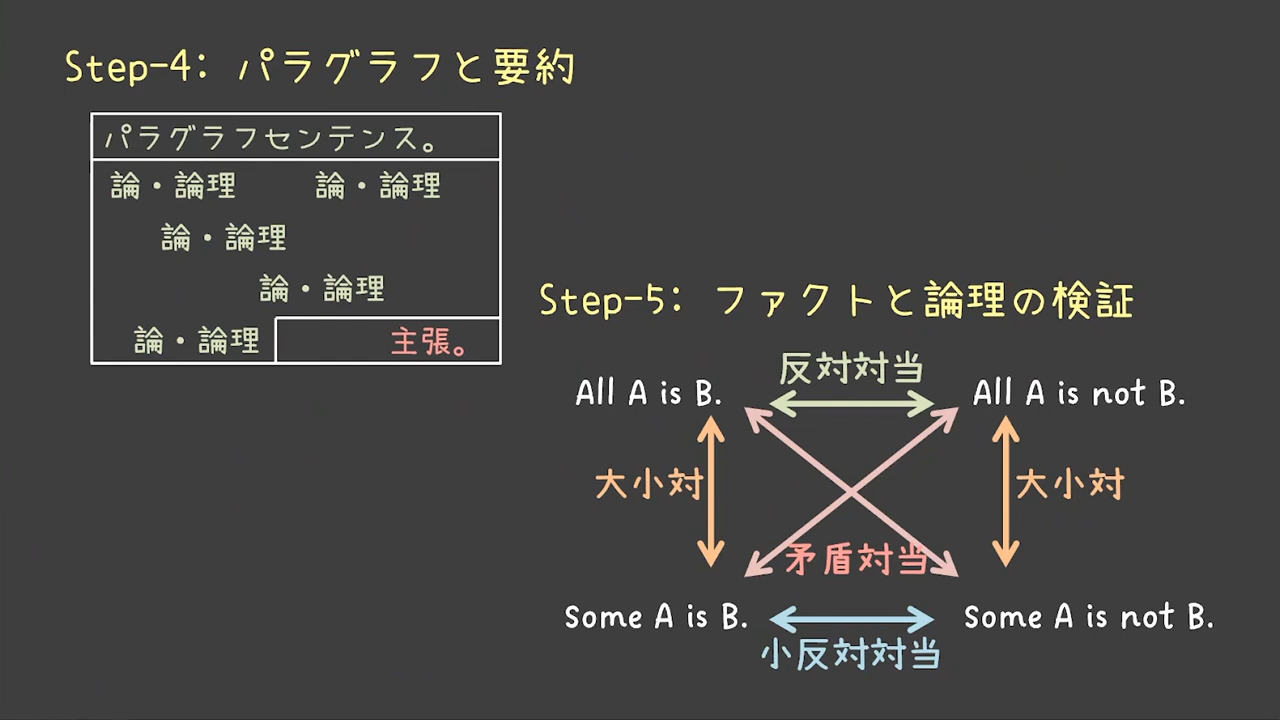 Step-4: パラグラフと要約
パラグラフセンテンス。
論・論理 論・論理
論・論理
論・論理
論・論理 主張。
Step-5: ファクトと論理の検証
反対対当
All A is B. All A is not B.
大小対 大小対
矛盾対当
Some A is B. Some A is not B.
小反対対当